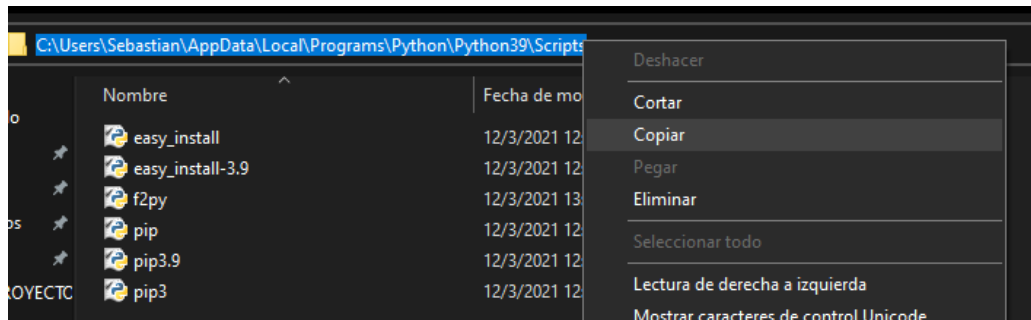 C:\Users\Sebastian\AppData\Local\Programs\Python\Python39\Scripts
Nombre
Fecha de mo
easy_install
12/3/2021 12:
easy_install-3.9
12/3/2021 12:
f2py
12/3/2021 13:
pip
12/3/2021 12:
pip3.9
12/3/2021 12:
pip3
12/3/2021 12:
lo
os
ROYECTO
Deshacer
Cortar
Copiar
Pegar
Eliminar
Seleccionar todo
Lectura de derecha a izquierda
Mostrar caracteres de control Unicode